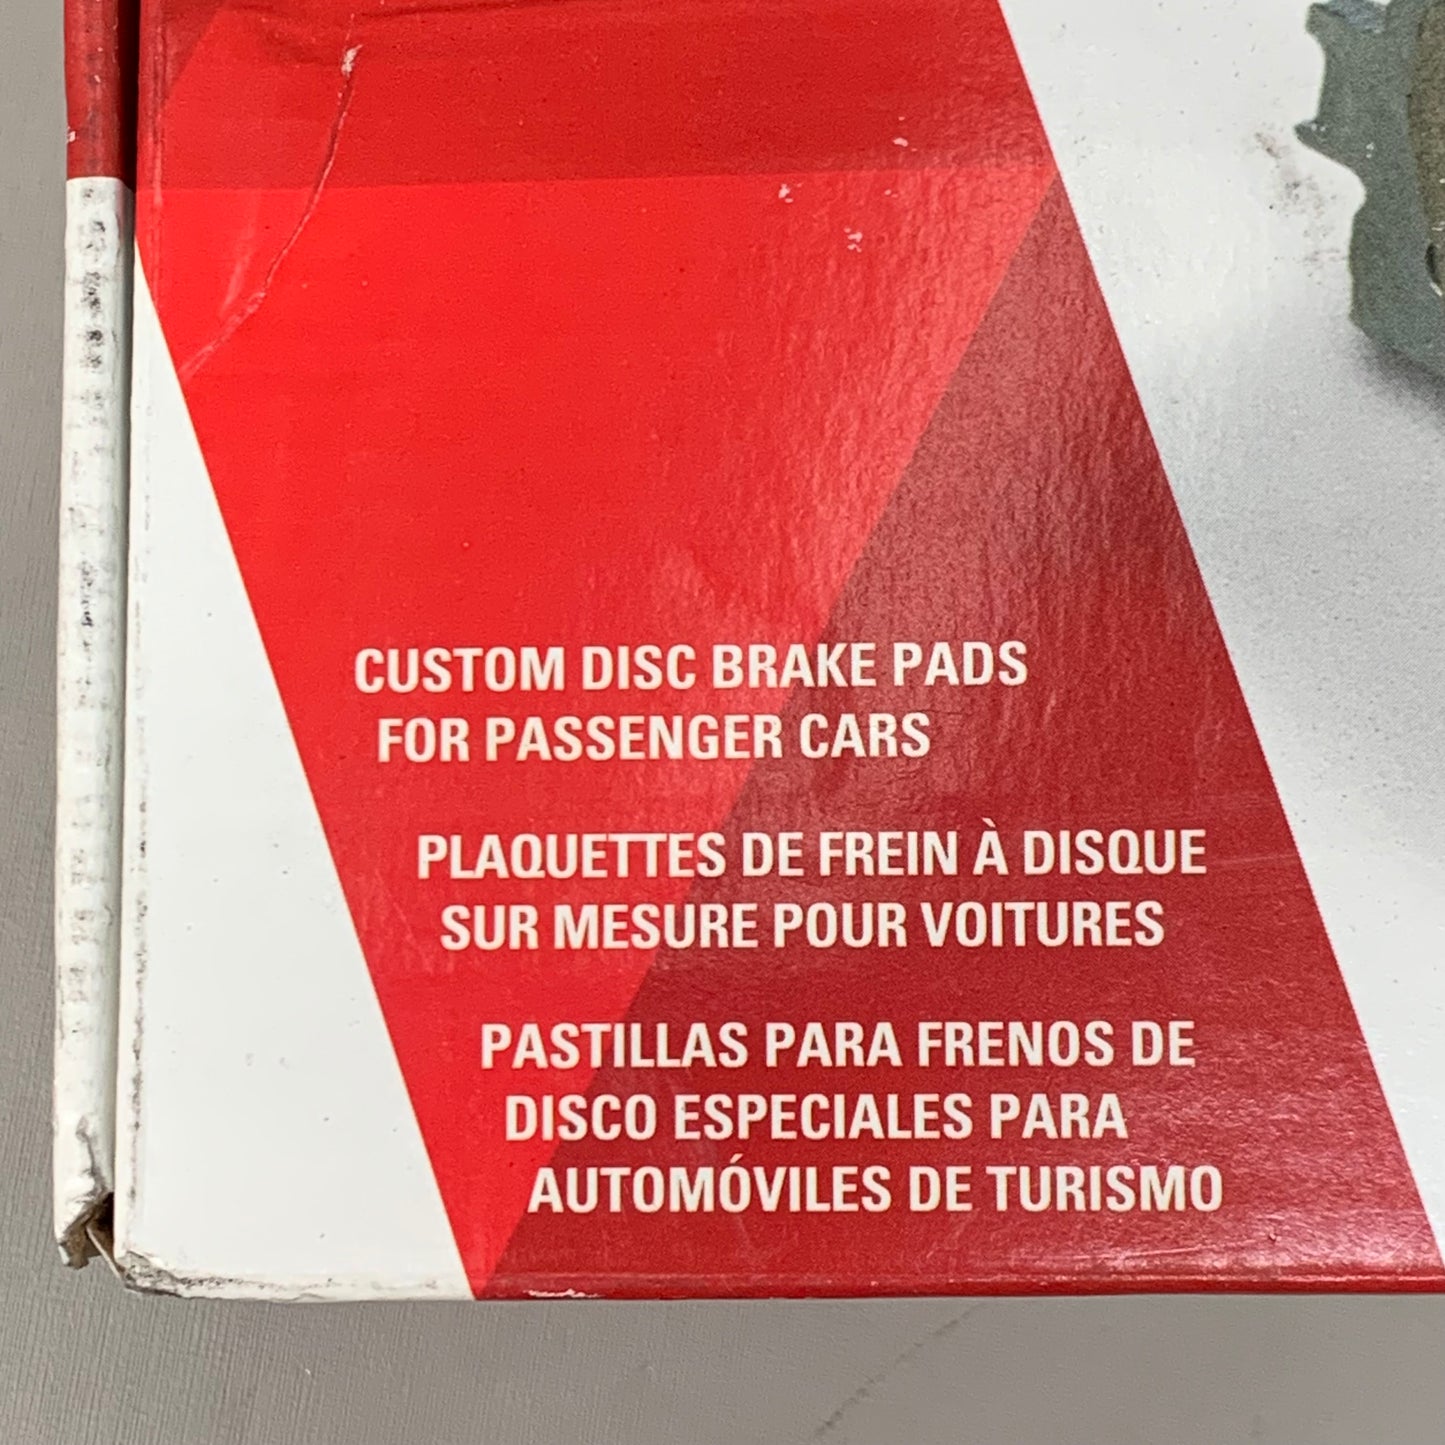 CUSTOM DISC BRAKE PADS
FOR PASSENGER CARS
PLAQUETTES DE FREIN À DISQUE
SUR MESURE POUR VOITURES
PASTILLAS PARA FRENOS DE
DISCO ESPECIALES PARA
AUTOMÓVILES DE TURISMO